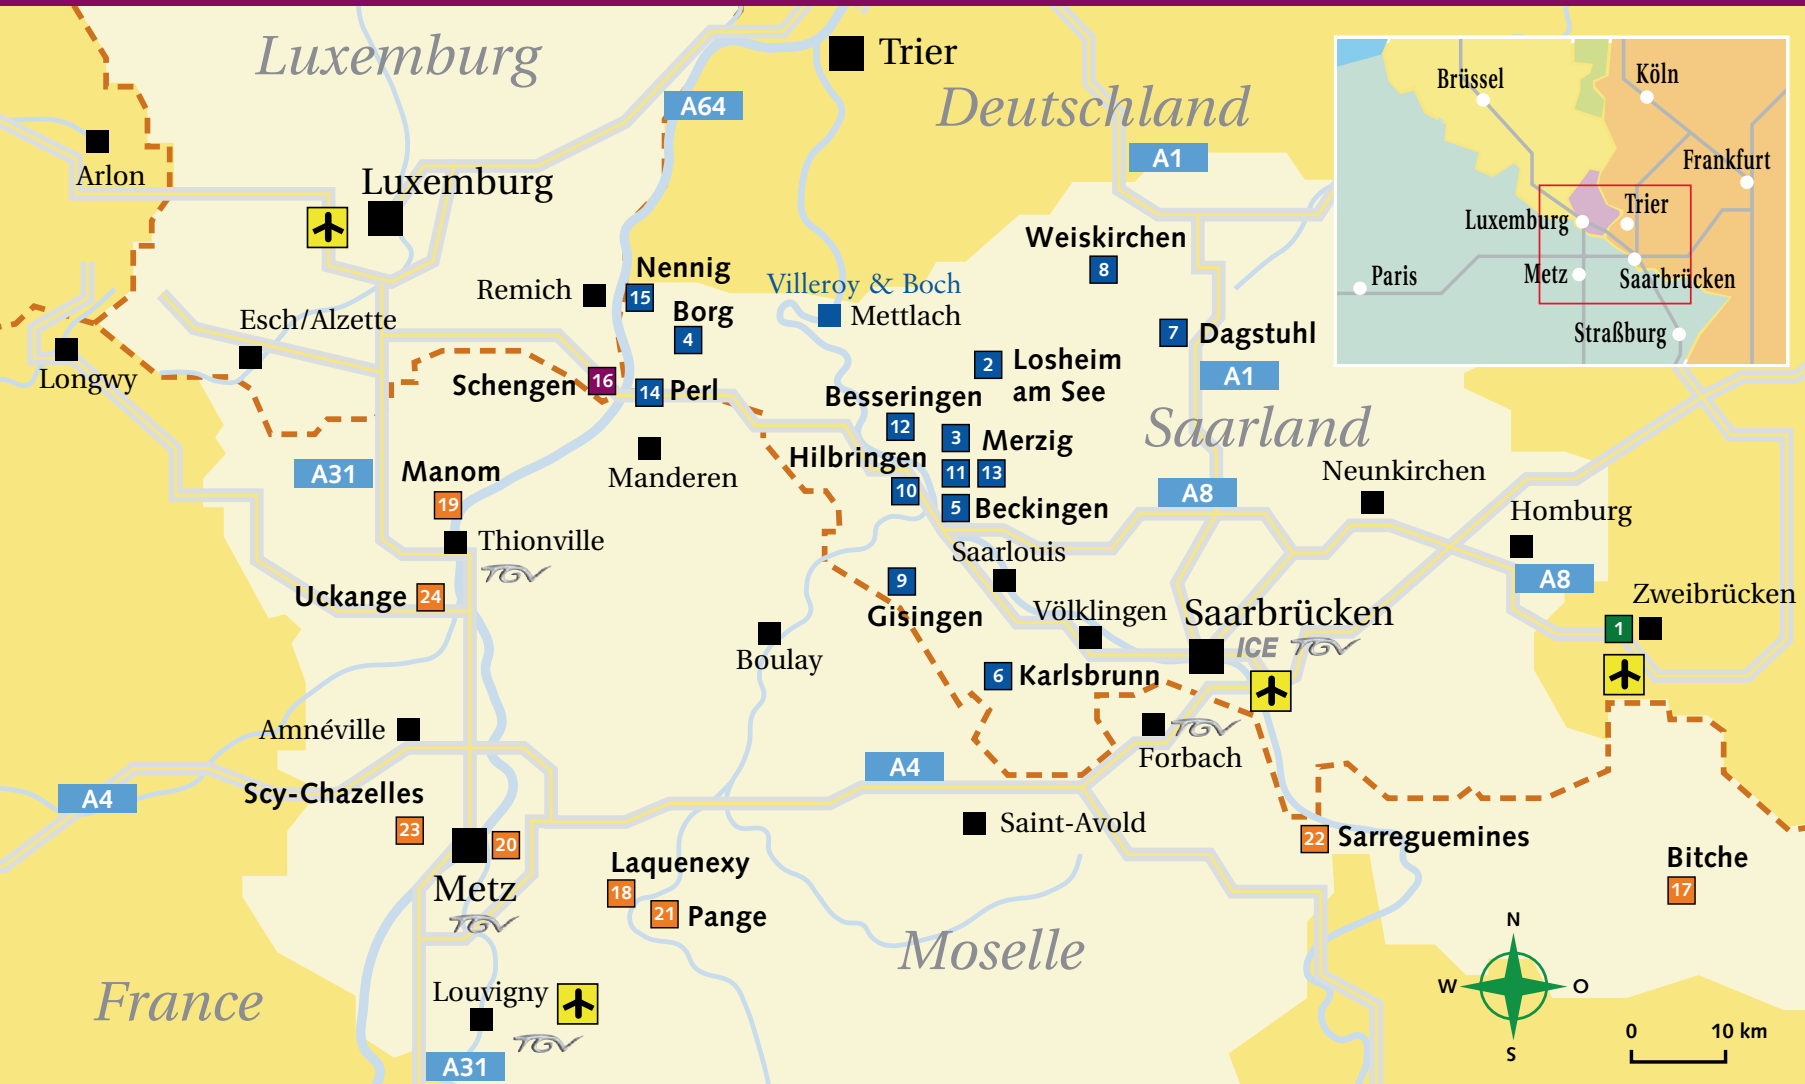 Luxemburg
Trier
Deutschland
A64
A1
Arlon
Luxemburg
Weiskirchen
8
Nennig
15
Remich
Villeroy & Boch
Mettlach
Borg
4
Esch/Alzette
Longwy
7
Dagstuhl
2
Losheim
am See
A1
Schengen
16
14
Perl
Besseringen
12
3
Merzig
Saarland
Hilbringen
11
13
10
5
Beckingen
A31
Manom
19
Manderen
A8
Neunkirchen
Homburg
Thionville
TGV
Saarlouis
A8
Uckange
24
9
Gisingen
Völklingen
Saarbrücken
ICE
TGV
Zweibrücken
1
Boulay
6
Karlsbrunn
Amnéville
TGV
Forbach
A4
A4
Scy-Chazelles
23
20
Metz
TGV
Saint-Avold
22
Sarreguemines
Laquenexy
18
21
Pange
Bitche
17
Moselle
France
Louvigny
TGV
A31
N
W
O
S
0
10 km
Brüssel
Köln
Frankfurt
Trier
Luxemburg
Metz
Saarbrücken
Paris
Straßburg